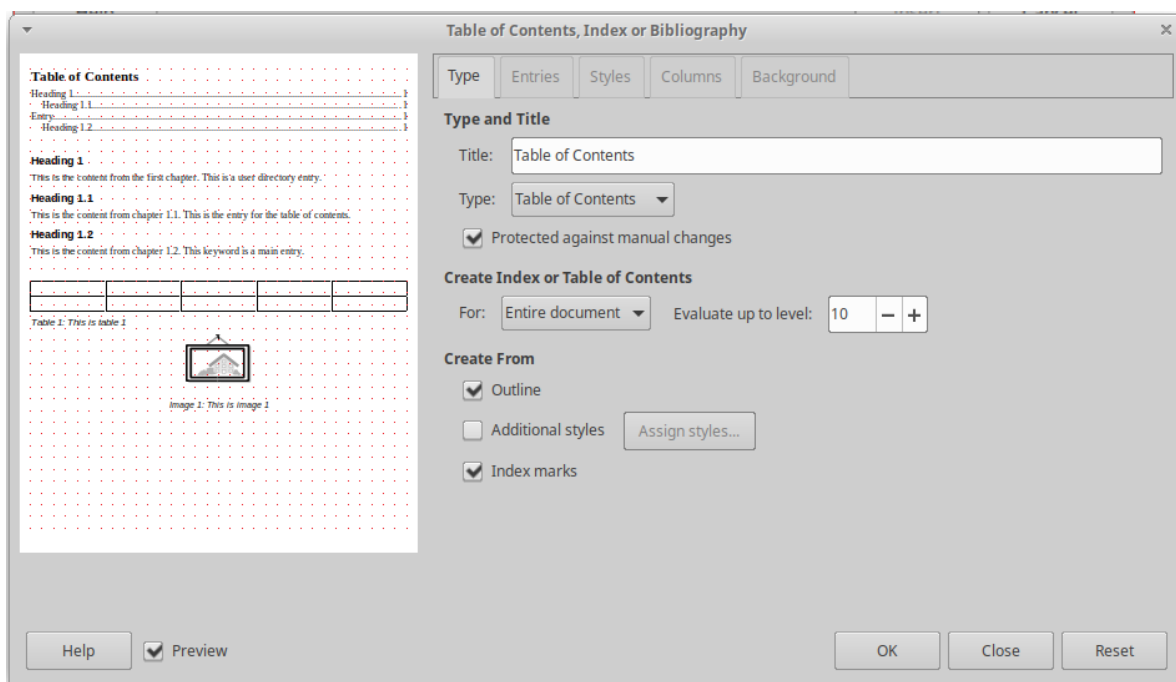 Table of Contents, Index or Bibliography
Table of Contents
Heading 1 1
Heading 1.1 1
Entry 1
Heading 1.2 1
Heading 1
This is the content from the first chapter. This is a user directory entry.
Heading 1.1
This is the content from chapter 1.1. This is the entry for the table of contents.
Heading 1.2
This is the content from chapter 1.2. This keyword is a main entry.
Table 1: This is table 1
Image 1: This is image 1
Type Entries Styles Columns Background
Type and Title
Title: Table of Contents
Type: Table of Contents
Protected against manual changes
Create Index or Table of Contents
For: Entire document Evaluate up to level: 10
Create From
Outline
Additional styles Assign styles...
Index marks
Help Preview OK Close Reset